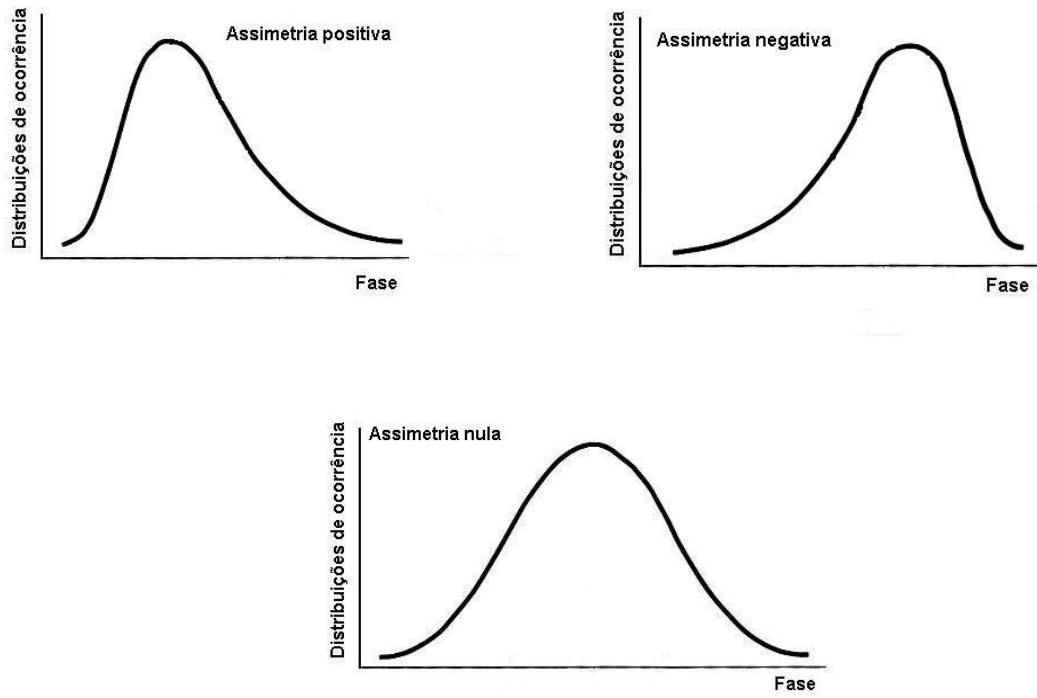 Distribuições de ocorrência
Assimetria positiva
Fase
Distribuições de ocorrência
Assimetria negativa
Fase
Distribuições de ocorrência
Assimetria nula
Fase